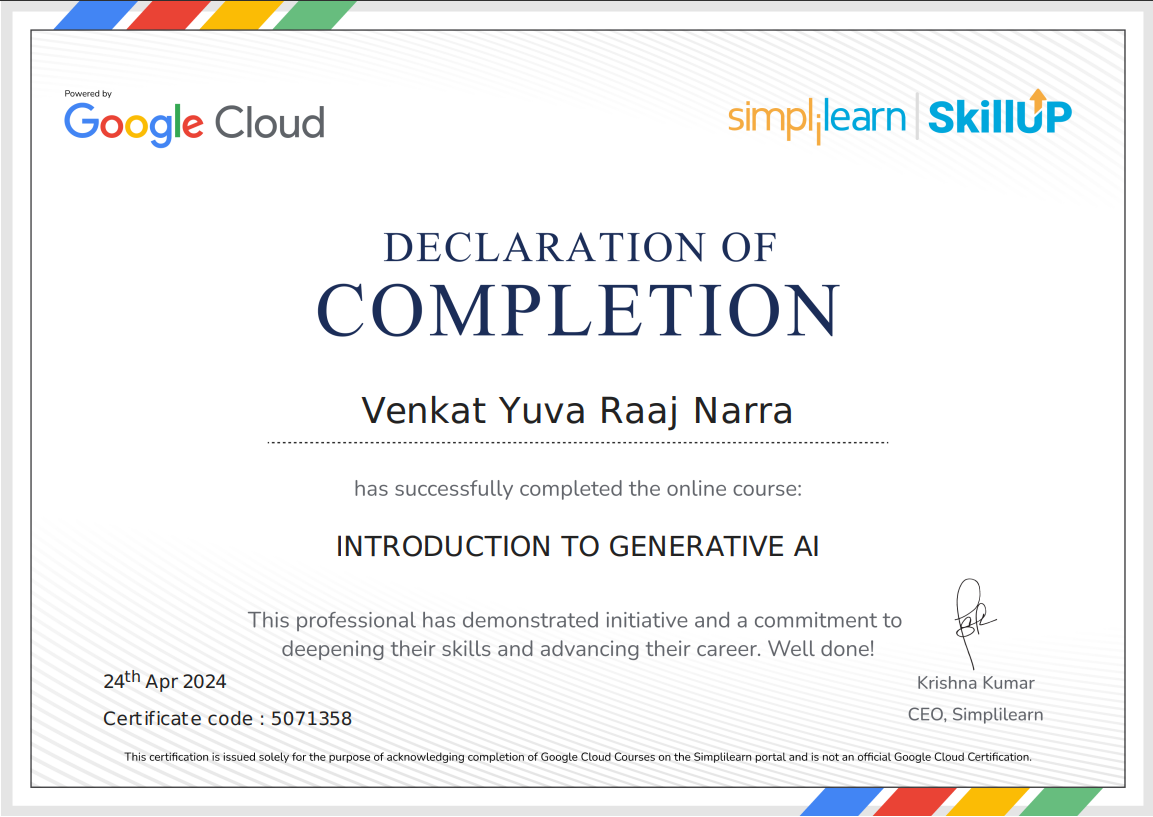 Powered by
Google Cloud
simplilearn | SkillUP
DECLARATION OF
COMPLETION
Venkat Yuva Raaj Narra
has successfully completed the online course:
INTRODUCTION TO GENERATIVE AI
This professional has demonstrated initiative and a commitment to
deepening their skills and advancing their career. Well done!
24th Apr 2024
Certificate code : 5071358
Krishna Kumar
CEO, Simplilearn
This certification is issued solely for the purpose of acknowledging completion of Google Cloud Courses on the Simplilearn portal and is not an official Google Cloud Certification.